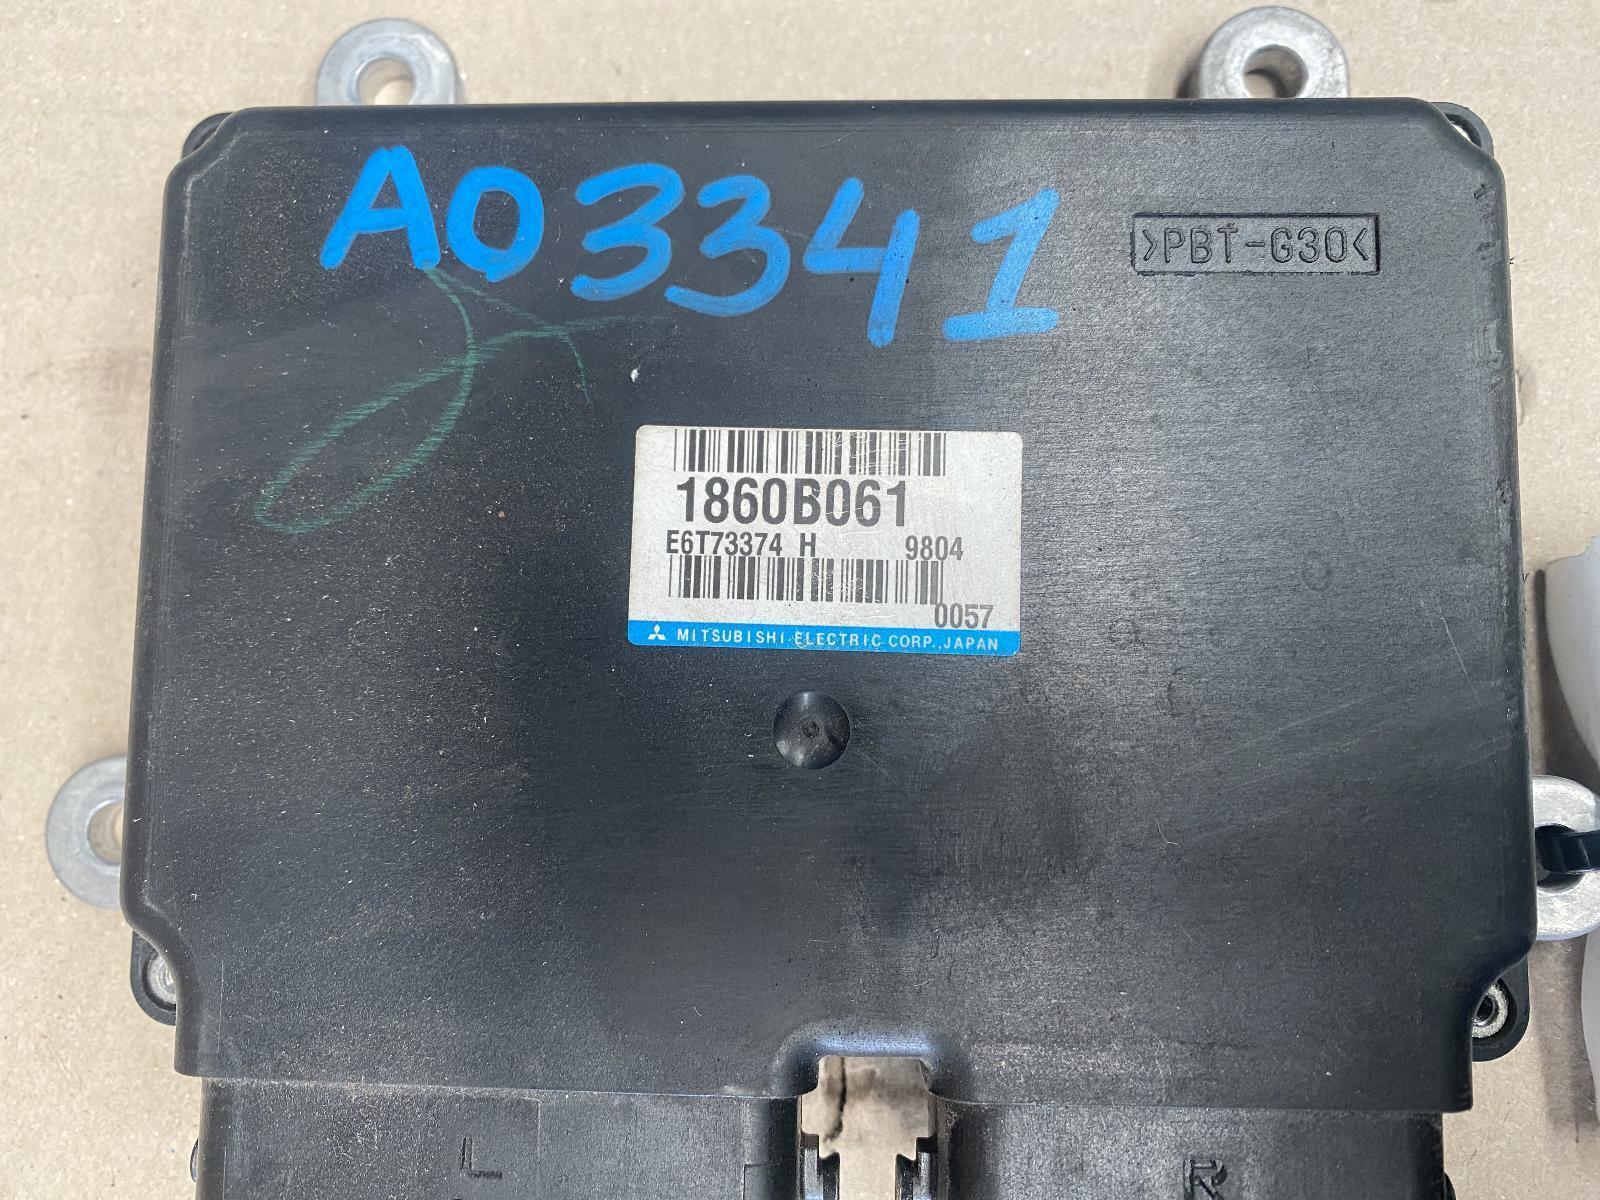 A03341
>PBT-G30<
1860B061
E6T73374 H 9804
0057
MITSUBISHI ELECTRIC CORP., JAPAN
L R